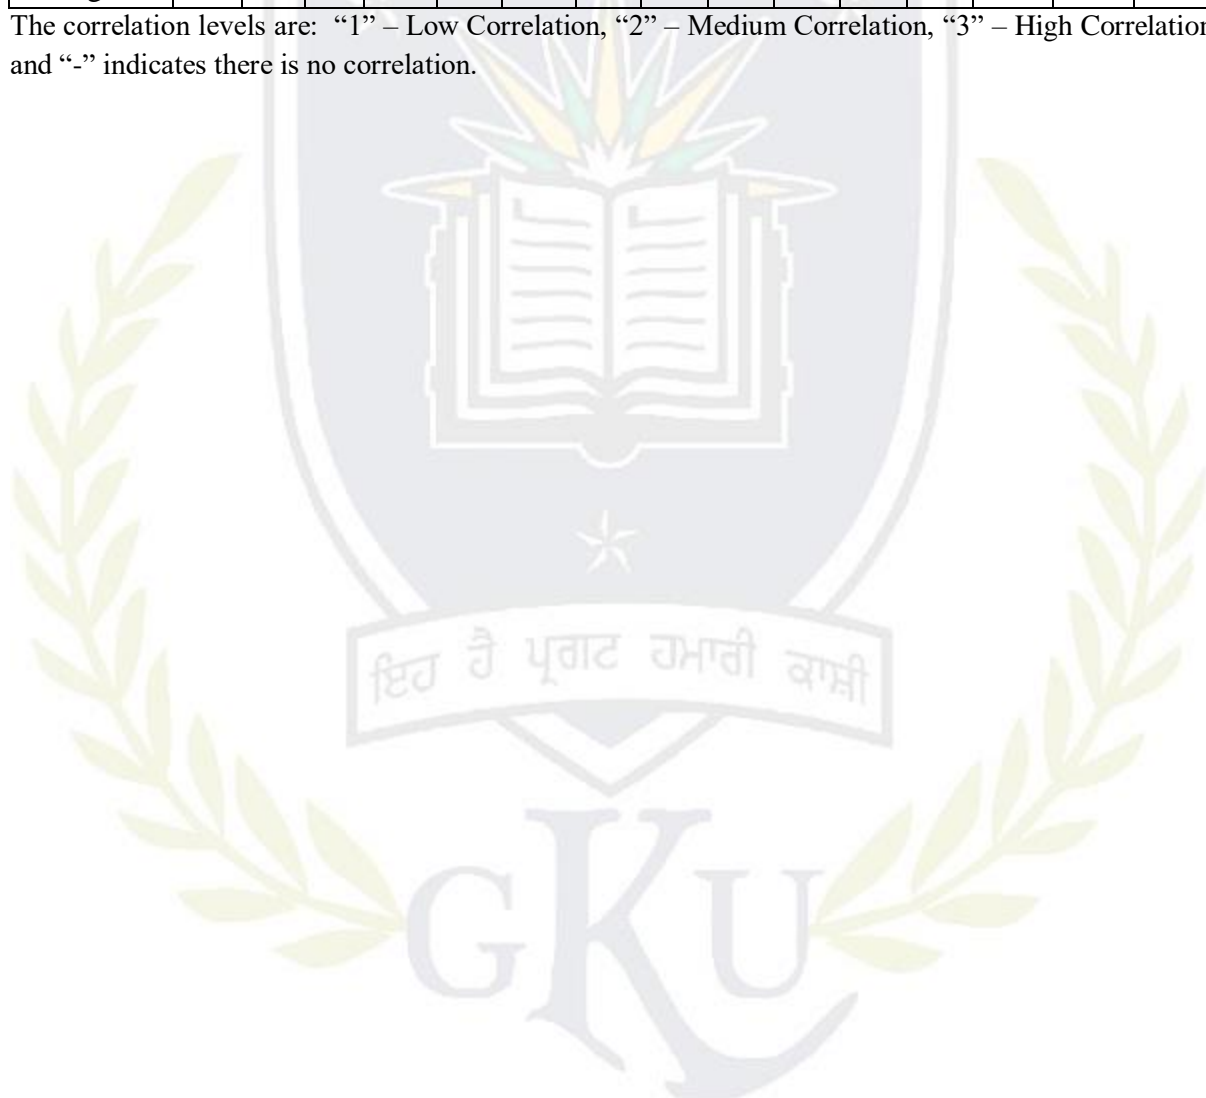 The correlation levels are: “1” – Low Correlation, “2” – Medium Correlation, “3” – High Correlation
and “-” indicates there is no correlation.
ਇਹ ਹੈ ਪ੍ਰਗਟ ਹਮਾਰੀ ਕਾਸ਼ੀ
GKU